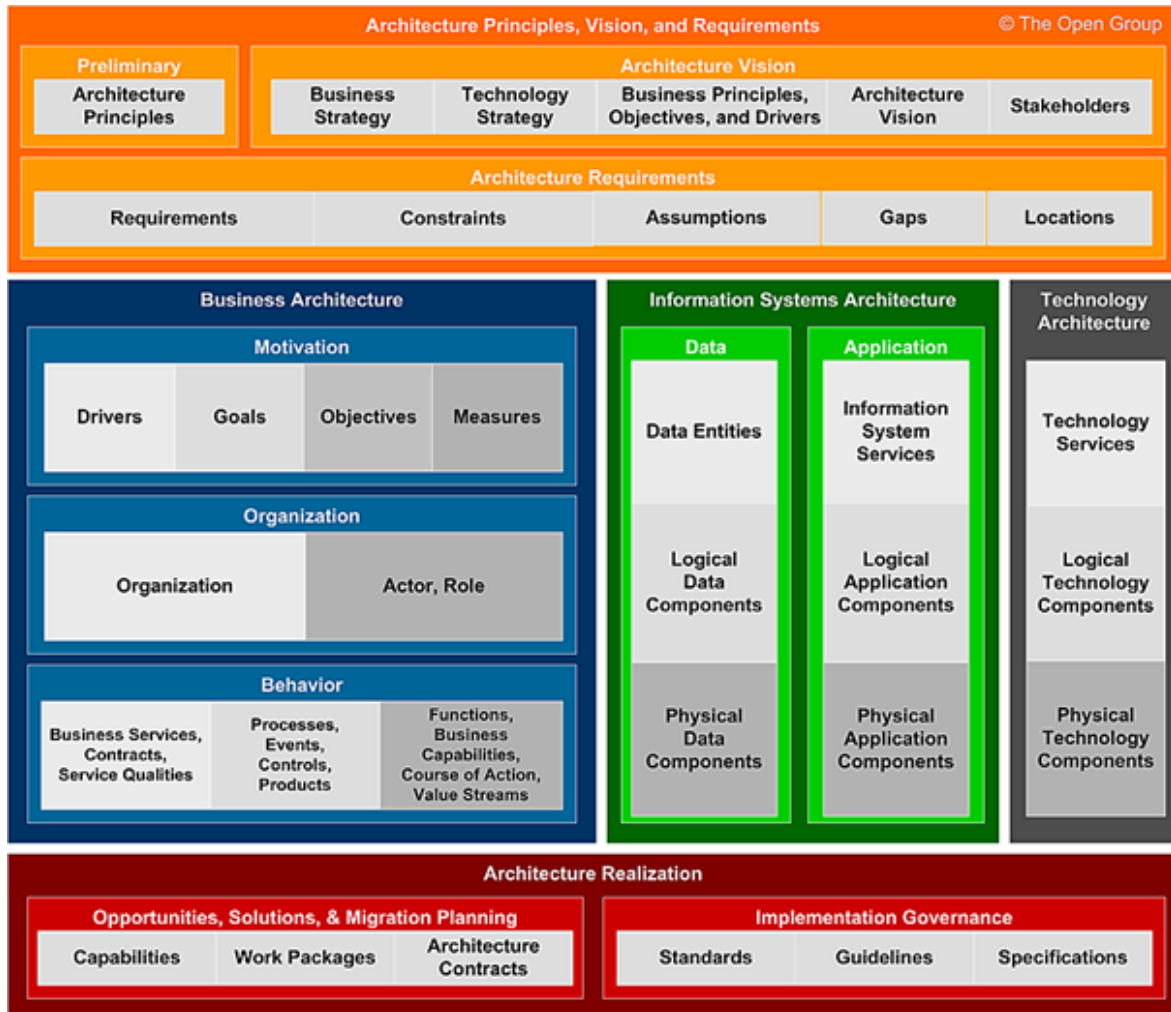 Architecture Principles, Vision, and Requirements
© The Open Group
Preliminary
Architecture
Principles
Architecture Vision
Business
Strategy
Technology
Strategy
Business Principles,
Objectives, and Drivers
Architecture
Vision
Stakeholders
Architecture Requirements
Requirements
Constraints
Assumptions
Gaps
Locations
Business Architecture
Motivation
Drivers
Goals
Objectives
Measures
Organization
Organization
Actor, Role
Behavior
Business Services,
Contracts,
Service Qualities
Processes,
Events,
Controls,
Products
Functions,
Business
Capabilities,
Course of Action,
Value Streams
Information Systems Architecture
Data
Data Entities
Logical
Data
Components
Physical
Data
Components
Application
Information
System
Services
Logical
Application
Components
Physical
Application
Components
Technology
Architecture
Technology
Services
Logical
Technology
Components
Physical
Technology
Components
Architecture Realization
Opportunities, Solutions, & Migration Planning
Capabilities
Work Packages
Architecture
Contracts
Implementation Governance
Standards
Guidelines
Specifications